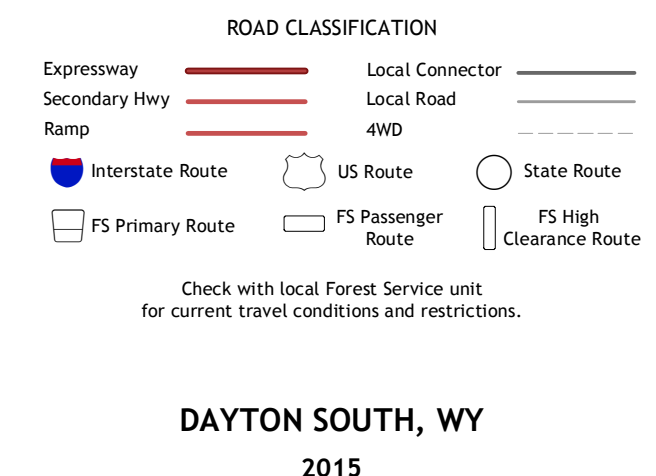 ROAD CLASSIFICATION
Expressway
Local Connector
Secondary Hwy
Local Road
Ramp
4WD
Interstate Route
US Route
State Route
FS Primary Route
FS Passenger
Route
FS High
Clearance Route
Check with local Forest Service unit
for current travel conditions and restrictions.
DAYTON SOUTH, WY
2015